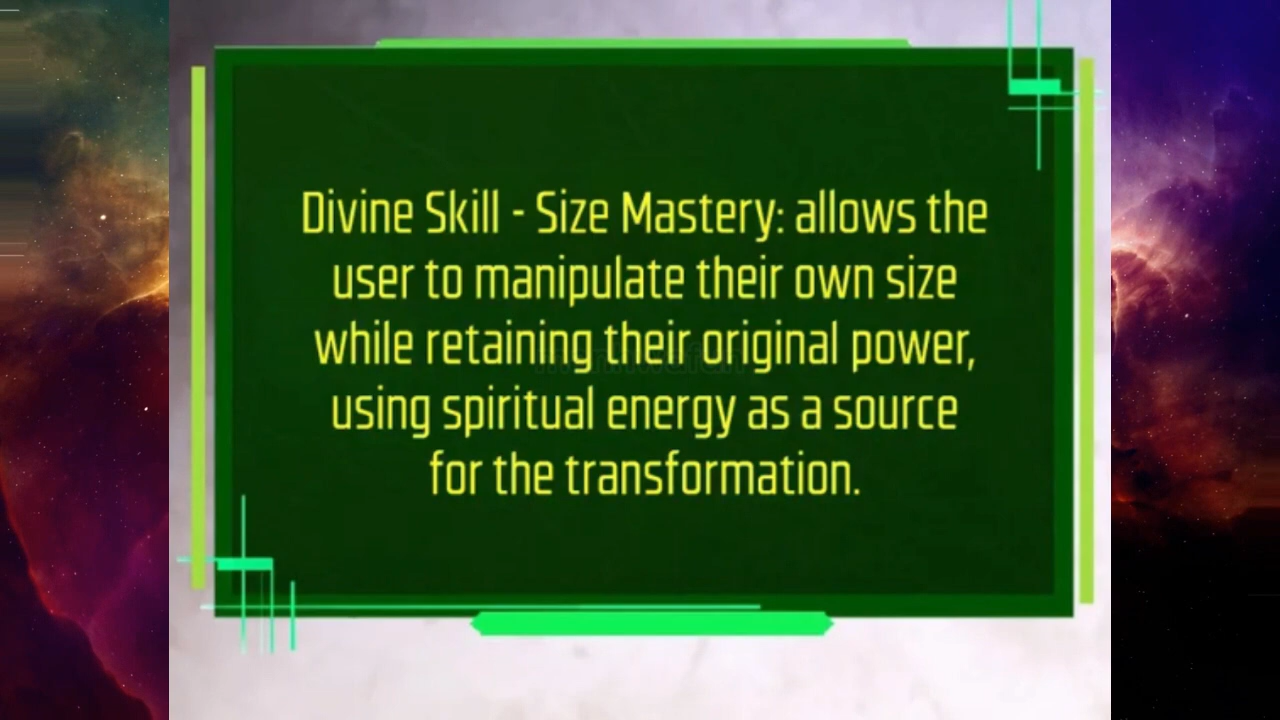 Divine Skill - Size Mastery: allows the
user to manipulate their own size
while retaining their original power,
using spiritual energy as a source
for the transformation.